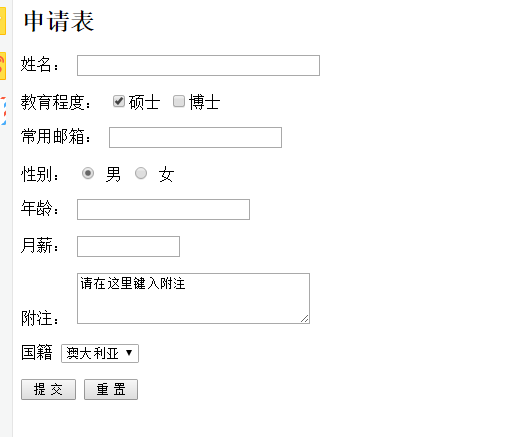 申请表
姓名：
教育程度： 硕士 博士
常用邮箱：
性别： 男 女
年龄：
月薪：
请在这里键入附注
附注：
国籍 澳大利亚
提 交 重 置